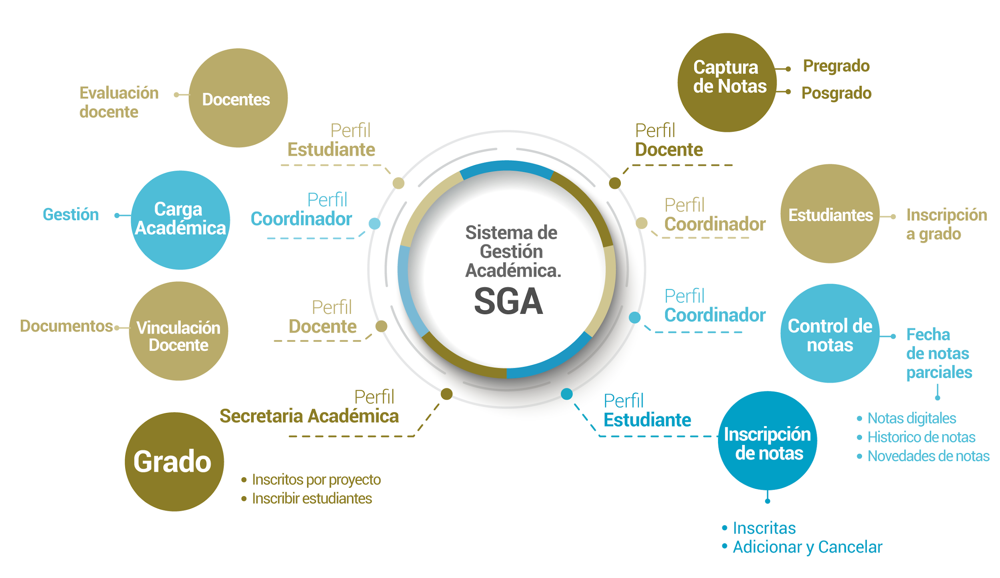 Sistema de
Gestión
Académica.
SGA
Perfil
Estudiante
Docentes
Evaluación
docente
Perfil
Coordinador
Carga
Académica
Gestión
Perfil
Docente
Vinculación
Docente
Documentos
Perfil
Secretaria Académica
Grado
• Inscritos por proyecto
• Inscribir estudiantes
Perfil
Docente
Captura
de Notas
Pregrado
Posgrado
Perfil
Coordinador
Estudiantes
Inscripción
a grado
Perfil
Coordinador
Control de
notas
Fecha
de notas
parciales
• Notas digitales
• Historico de notas
• Novedades de notas
Perfil
Estudiante
Inscripción
de notas
• Inscritas
• Adicionar y Cancelar